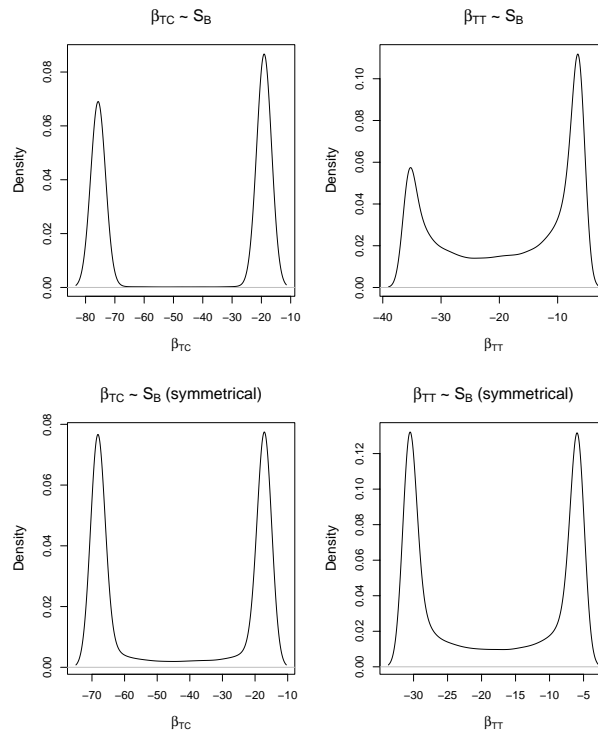 β_TC ~ S_B
Density
0.00 0.02 0.04 0.06 0.08
−80 −70 −60 −50 −40 −30 −20 −10
β_TC
β_TT ~ S_B
Density
0.00 0.02 0.04 0.06 0.08 0.10
−40 −30 −20 −10
β_TT
β_TC ~ S_B (symmetrical)
Density
0.00 0.02 0.04 0.06 0.08
−70 −60 −50 −40 −30 −20 −10
β_TC
β_TT ~ S_B (symmetrical)
Density
0.00 0.02 0.04 0.06 0.08 0.10 0.12
−30 −25 −20 −15 −10 −5
β_TT